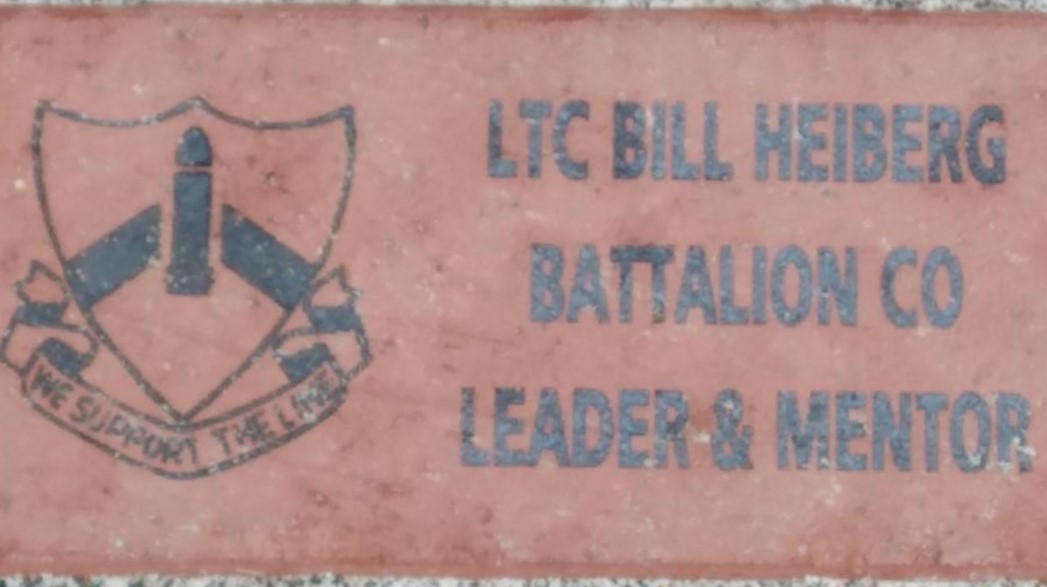 WE SUPPORT THE LINE
LTC BILL HEIBERG
BATTALION CO
LEADER & MENTOR